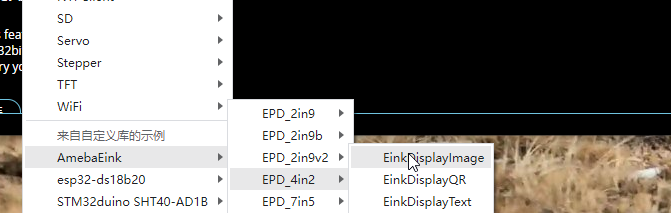 SD
Servo
Stepper
TFT
WiFi
来自自定义库的示例
AmebaEink
esp32-ds18b20
STM32duino SHT40-AD1B
EPD_2in9
EPD_2in9b
EPD_2in9v2
EPD_4in2
EPD_7in5
EinkDisplayImage
EinkDisplayQR
EinkDisplayText